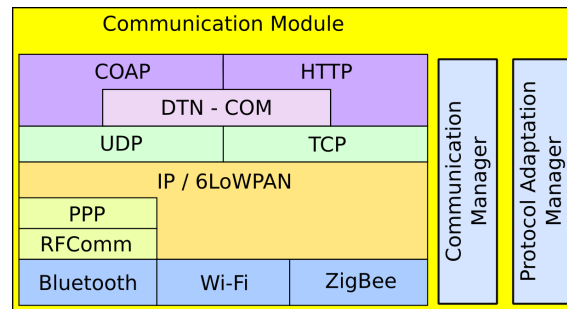 Communication Module
COAP
HTTP
DTN - COM
UDP
TCP
IP / 6LoWPAN
PPP
RFComm
Bluetooth
Wi-Fi
ZigBee
Communication
Manager
Protocol Adaptation
Manager